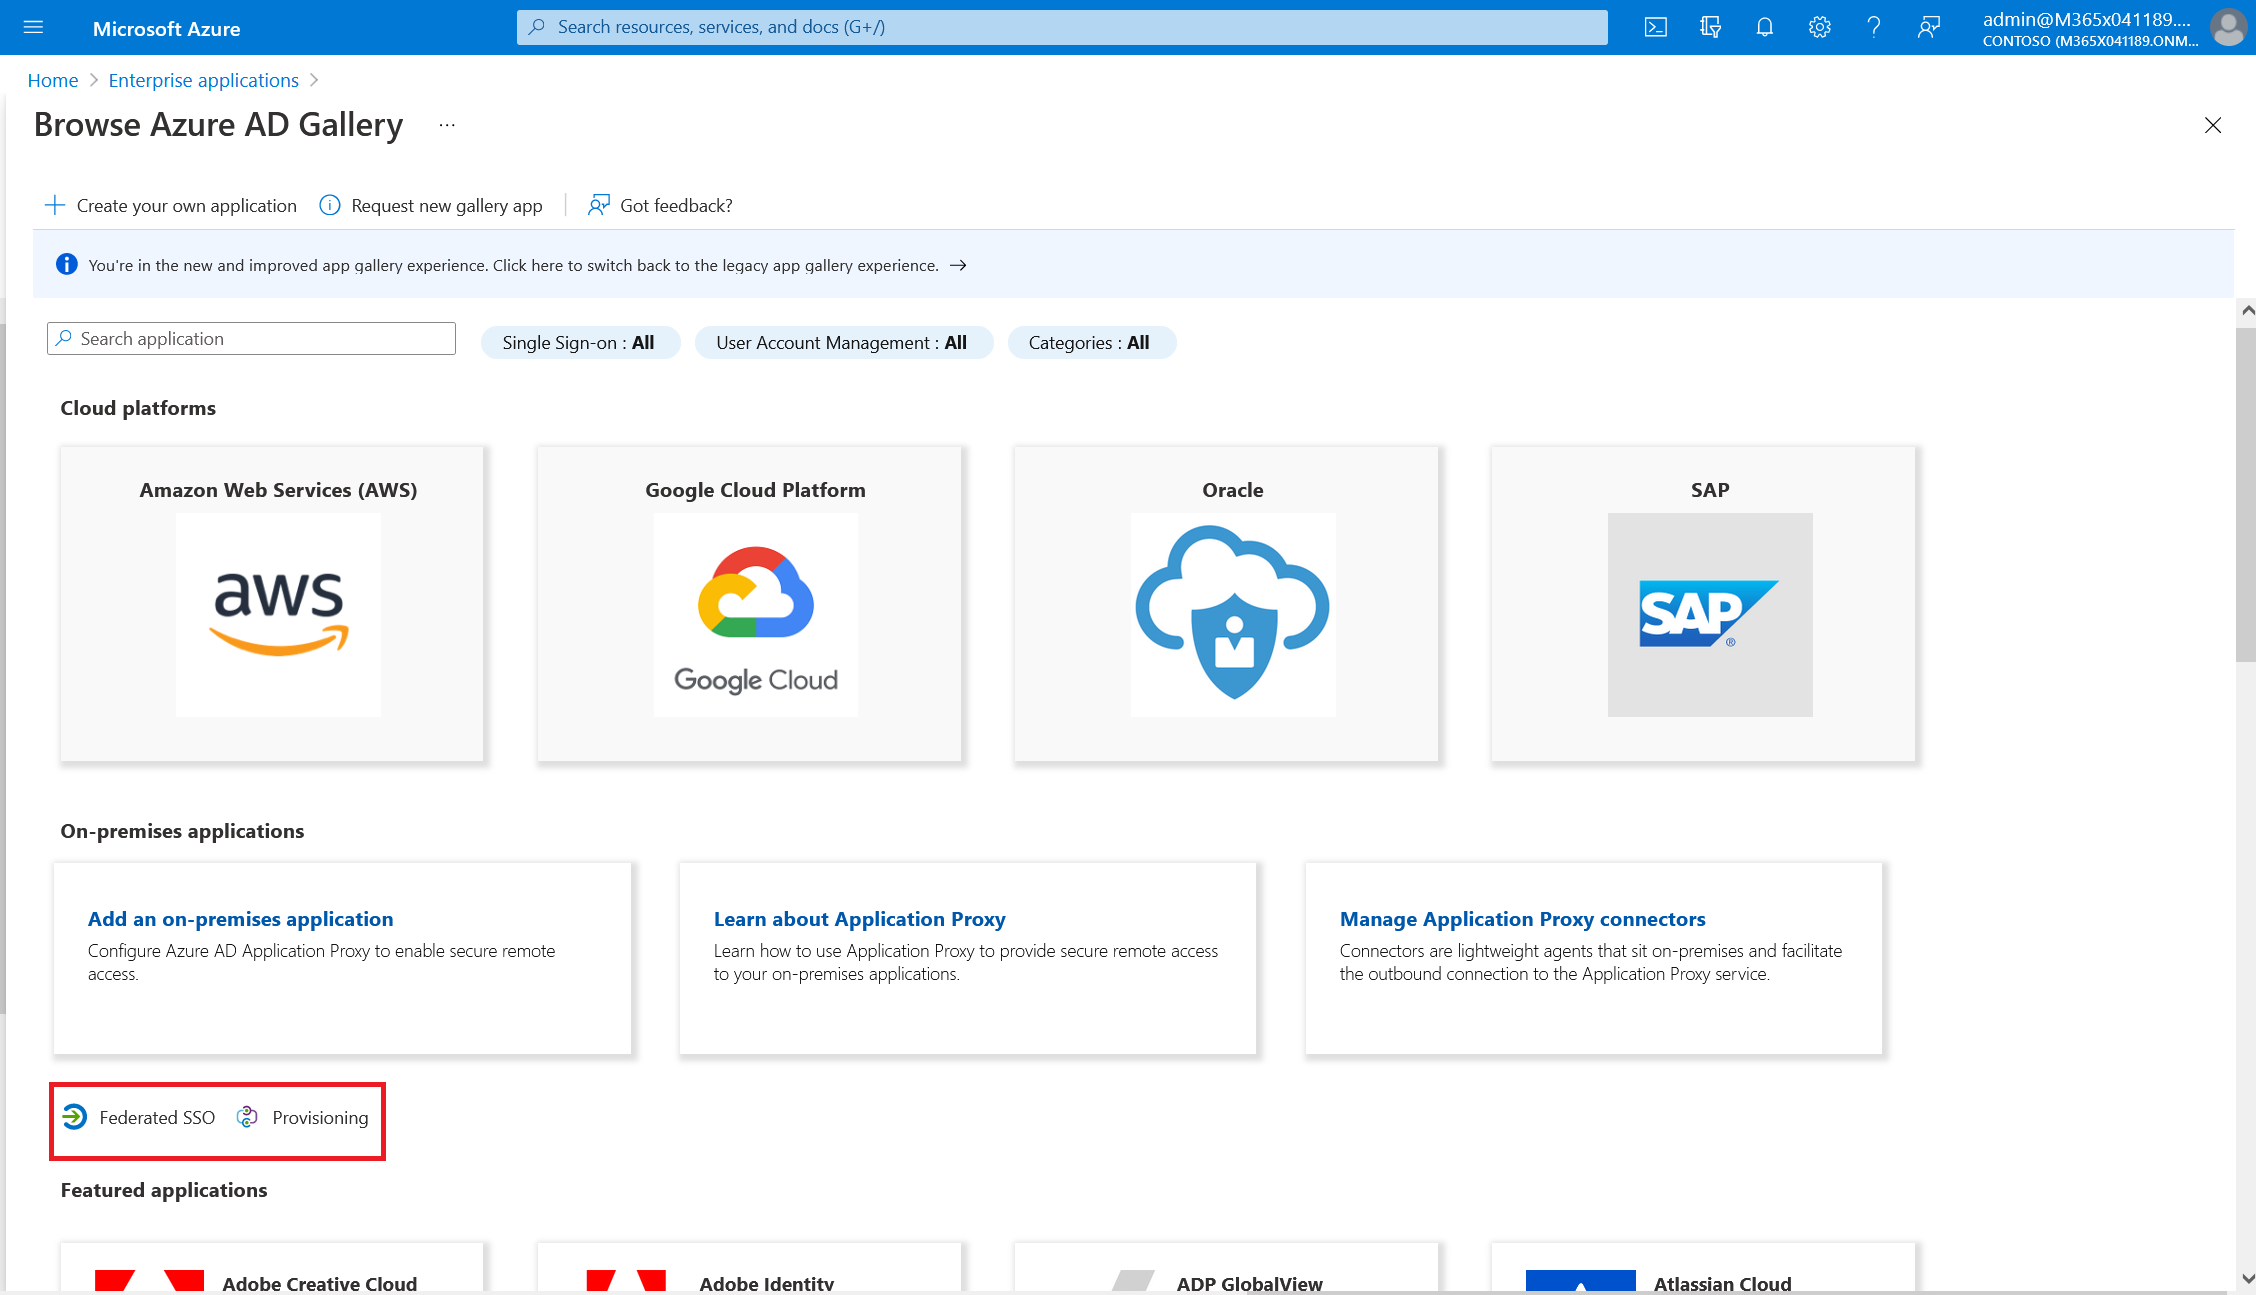 Microsoft Azure
Search resources, services, and docs (G+/)
admin@M365x041189....
CONTOSO (M365X041189.ONM...
Home > Enterprise applications >
Browse Azure AD Gallery ...
Create your own application
Request new gallery app
Got feedback?
You're in the new and improved app gallery experience. Click here to switch back to the legacy app gallery experience. →
Search application
Single Sign-on : All
User Account Management : All
Categories : All
Cloud platforms
Amazon Web Services (AWS)
aws
Google Cloud Platform
Google Cloud
Oracle
SAP
SAP ®
On-premises applications
Add an on-premises application
Configure Azure AD Application Proxy to enable secure remote
access.
Learn about Application Proxy
Learn how to use Application Proxy to provide secure remote access
to your on-premises applications.
Manage Application Proxy connectors
Connectors are lightweight agents that sit on-premises and facilitate
the outbound connection to the Application Proxy service.
Federated SSO
Provisioning
Featured applications
Adobe Creative Cloud
Adobe Identity
ADP GlobalView
Atlassian Cloud